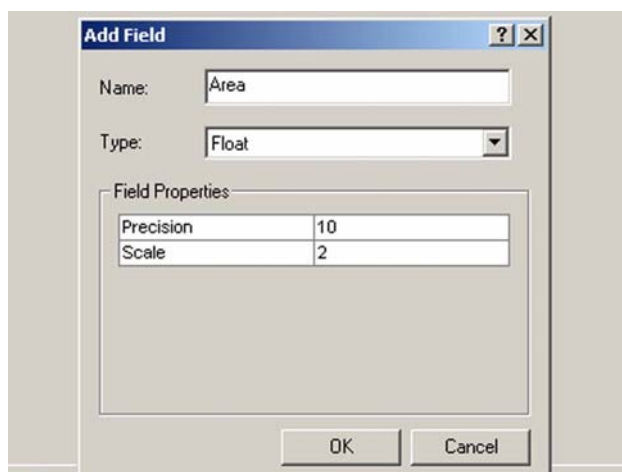 Add Field
Name: Area
Type: Float
Field Properties
Precision 10
Scale 2
OK Cancel